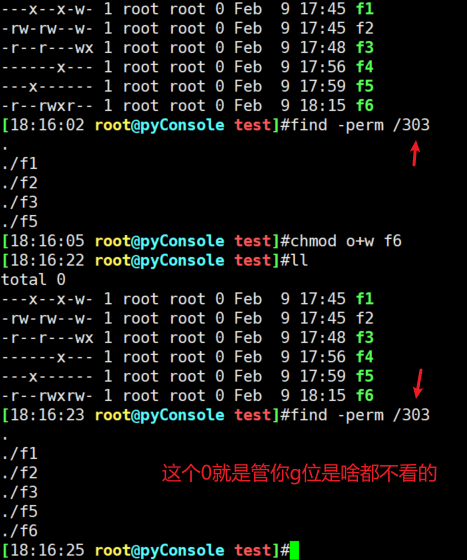 ---x--x-w- 1 root root 0 Feb  9 17:45 f1
-rw-rw--w- 1 root root 0 Feb  9 17:45 f2
-r--r---wx 1 root root 0 Feb  9 17:48 f3
------x--- 1 root root 0 Feb  9 17:56 f4
---x------ 1 root root 0 Feb  9 17:59 f5
-r--rwxr-- 1 root root 0 Feb  9 18:15 f6
[18:16:02 root@pyConsole test]#find -perm /303
.
./f1
./f2
./f3
./f5
[18:16:05 root@pyConsole test]#chmod o+w f6
[18:16:22 root@pyConsole test]#ll
total 0
---x--x-w- 1 root root 0 Feb  9 17:45 f1
-rw-rw--w- 1 root root 0 Feb  9 17:45 f2
-r--r---wx 1 root root 0 Feb  9 17:48 f3
------x--- 1 root root 0 Feb  9 17:56 f4
---x------ 1 root root 0 Feb  9 17:59 f5
-r--rwxrw- 1 root root 0 Feb  9 18:15 f6
[18:16:23 root@pyConsole test]#find -perm /303
.
./f1
./f2
./f3
./f5
./f6
这个0就是管你g位是啥都不看的
[18:16:25 root@pyConsole test]#